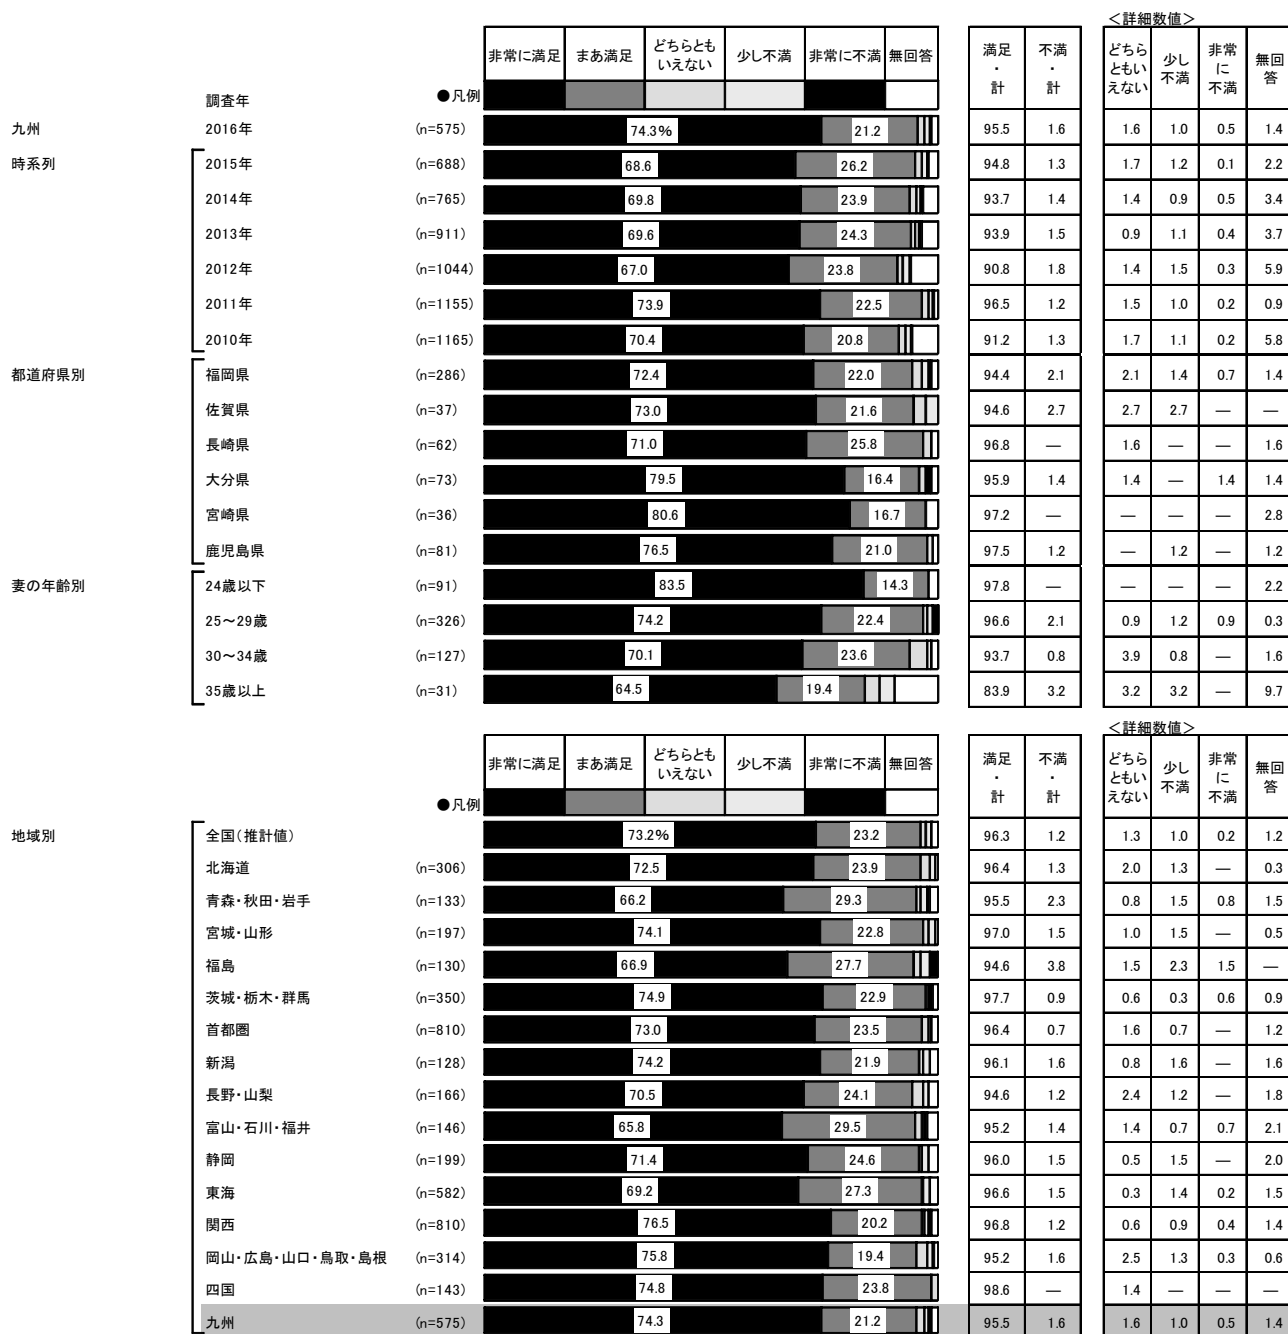 ＜詳細数値＞
非常に満足 まあ満足 どちらとも いえない 少し不満 非常に不満 無回答 満足・計 不満・計 どちらともいえない 少し不満 非常に不満 無回答
調査年 ●凡例
九州 2016年 (n=575) 74.3% 21.2 95.5 1.6 1.6 1.0 0.5 1.4
時系列 2015年 (n=688) 68.6 26.2 94.8 1.3 1.7 1.2 0.1 2.2
2014年 (n=765) 69.8 23.9 93.7 1.4 1.4 0.9 0.5 3.4
2013年 (n=911) 69.6 24.3 93.9 1.5 0.9 1.1 0.4 3.7
2012年 (n=1044) 67.0 23.8 90.8 1.8 1.4 1.5 0.3 5.9
2011年 (n=1155) 73.9 22.5 96.5 1.2 1.5 1.0 0.2 0.9
2010年 (n=1165) 70.4 20.8 91.2 1.3 1.7 1.1 0.2 5.8
都道府県別 福岡県 (n=286) 72.4 22.0 94.4 2.1 2.1 1.4 0.7 1.4
佐賀県 (n=37) 73.0 21.6 94.6 2.7 2.7 2.7 ― ―
長崎県 (n=62) 71.0 25.8 96.8 ― 1.6 ― ― 1.6
大分県 (n=73) 79.5 16.4 95.9 1.4 1.4 ― 1.4 1.4
宮崎県 (n=36) 80.6 16.7 97.2 ― ― ― ― 2.8
鹿児島県 (n=81) 76.5 21.0 97.5 1.2 ― 1.2 ― 1.2
妻の年齢別 24歳以下 (n=91) 83.5 14.3 97.8 ― ― ― ― 2.2
25～29歳 (n=326) 74.2 22.4 96.6 2.1 0.9 1.2 0.9 0.3
30～34歳 (n=127) 70.1 23.6 93.7 0.8 3.9 0.8 ― 1.6
35歳以上 (n=31) 64.5 19.4 83.9 3.2 3.2 3.2 ― 9.7
＜詳細数値＞
非常に満足 まあ満足 どちらとも いえない 少し不満 非常に不満 無回答 満足・計 不満・計 どちらともいえない 少し不満 非常に不満 無回答
●凡例
地域別 全国（推計値） 73.2% 23.2 96.3 1.2 1.3 1.0 0.2 1.2
北海道 (n=306) 72.5 23.9 96.4 1.3 2.0 1.3 ― 0.3
青森・秋田・岩手 (n=133) 66.2 29.3 95.5 2.3 0.8 1.5 0.8 1.5
宮城・山形 (n=197) 74.1 22.8 97.0 1.5 1.0 1.5 ― 0.5
福島 (n=130) 66.9 27.7 94.6 3.8 1.5 2.3 1.5 ―
茨城・栃木・群馬 (n=350) 74.9 22.9 97.7 0.9 0.6 0.3 0.6 0.9
首都圏 (n=810) 73.0 23.5 96.4 0.7 1.6 0.7 ― 1.2
新潟 (n=128) 74.2 21.9 96.1 1.6 0.8 1.6 ― 1.6
長野・山梨 (n=166) 70.5 24.1 94.6 1.2 2.4 1.2 ― 1.8
富山・石川・福井 (n=146) 65.8 29.5 95.2 1.4 1.4 0.7 0.7 2.1
静岡 (n=199) 71.4 24.6 96.0 1.5 0.5 1.5 ― 2.0
東海 (n=582) 69.2 27.3 96.6 1.5 0.3 1.4 0.2 1.5
関西 (n=810) 76.5 20.2 96.8 1.2 0.6 0.9 0.4 1.4
岡山・広島・山口・鳥取・島根 (n=314) 75.8 19.4 95.2 1.6 2.5 1.3 0.3 0.6
四国 (n=143) 74.8 23.8 98.6 ― 1.4 ― ― ―
九州 (n=575) 74.3 21.2 95.5 1.6 1.6 1.0 0.5 1.4